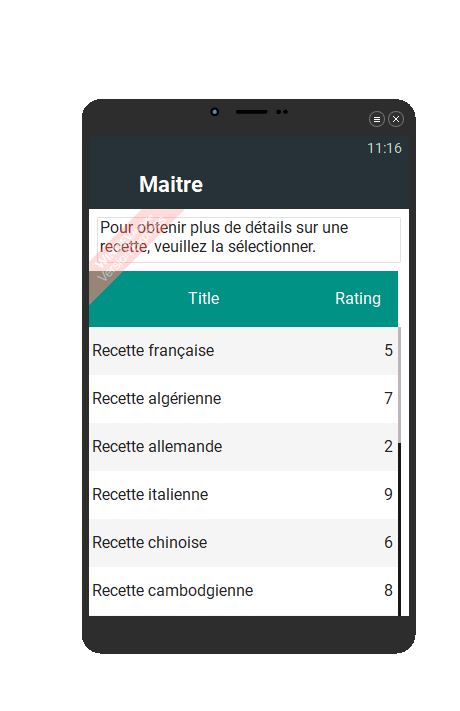 11:16
Maitre
Pour obtenir plus de détails sur une
recette, veuillez la sélectionner.
Title Rating
Recette française 5
Recette algérienne 7
Recette allemande 2
Recette italienne 9
Recette chinoise 6
Recette cambodgienne 8